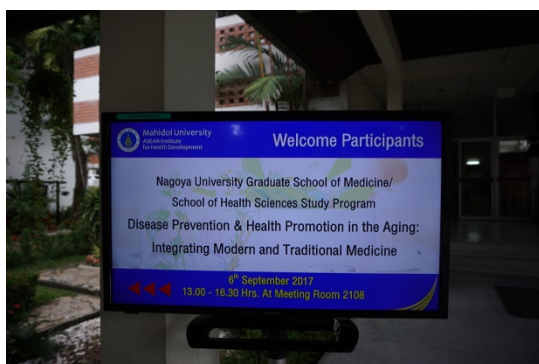 Mahidol University
ASEAN Institute
for Health Development
Welcome Participants
Nagoya University Graduate School of Medicine/
School of Health Sciences Study Program
Disease Prevention & Health Promotion in the Aging:
Integrating Modern and Traditional Medicine
6th September 2017
13.00 - 16.30 Hrs. At Meeting Room 2108